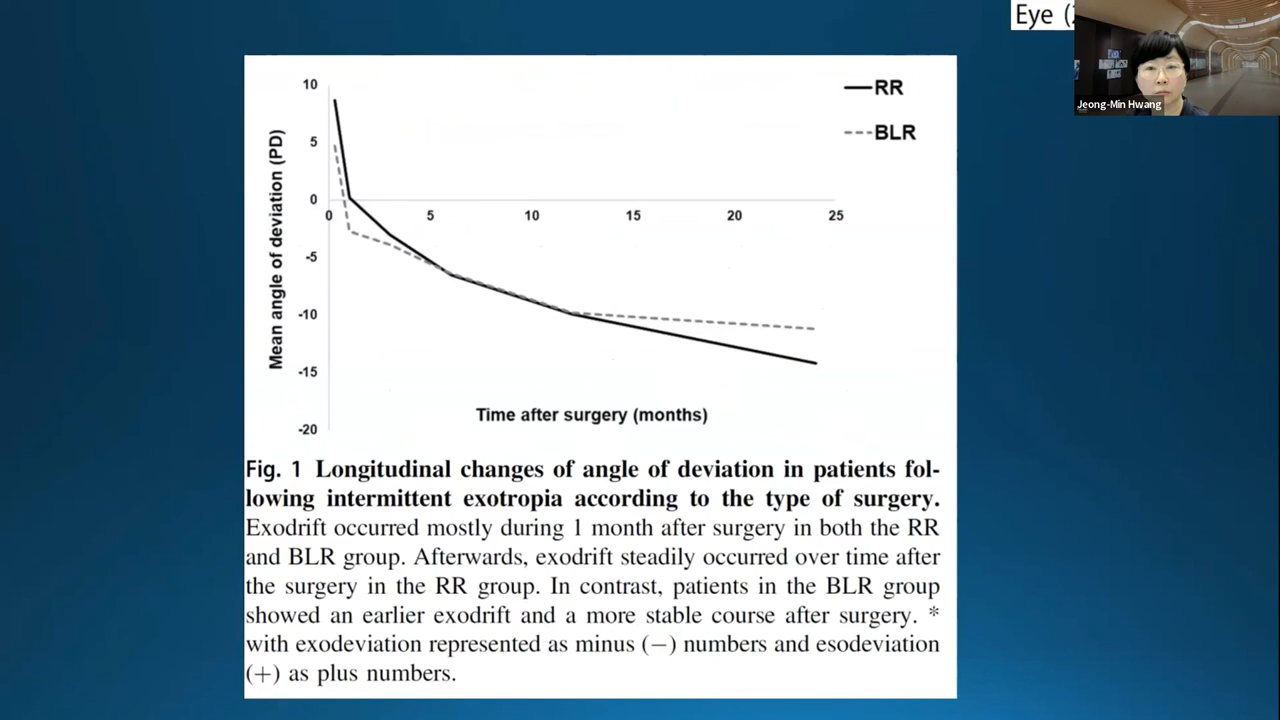 Eye (
Jeong-Min Hwang
10
5
0
-5
-10
-15
-20
Mean angle of deviation (PD)
0 5 10 15 20 25
RR
BLR
Time after surgery (months)
Fig. 1 Longitudinal changes of angle of deviation in patients fol-
lowing intermittent exotropia according to the type of surgery.
Exodrift occurred mostly during 1 month after surgery in both the RR
and BLR group. Afterwards, exodrift steadily occurred over time after
the surgery in the RR group. In contrast, patients in the BLR group
showed an earlier exodrift and a more stable course after surgery. *
with exodeviation represented as minus (−) numbers and esodeviation
(+) as plus numbers.